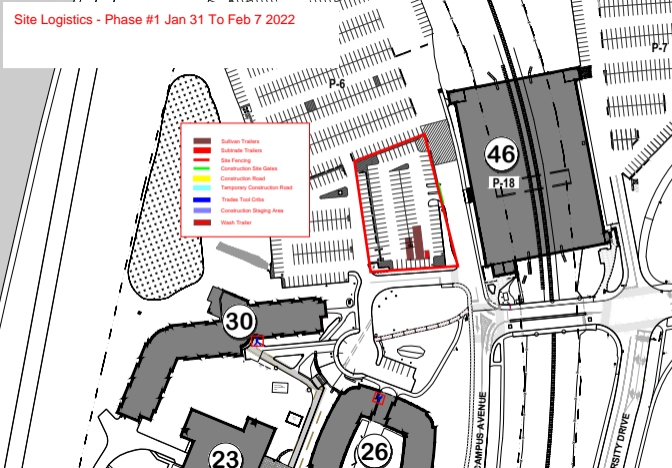 Site Logistics - Phase #1 Jan 31 To Feb 7 2022
P-7
P-6
Sullivan Trailers
Subtrade Trailers
Site Fencing
Construction Site Gates
Construction Road
Temporary Construction Road
Trades Tool Cribs
Construction Staging Area
Wash Trailer
46
P-18
30
23
26
CAMPUS AVENUE
SITY DRIVE